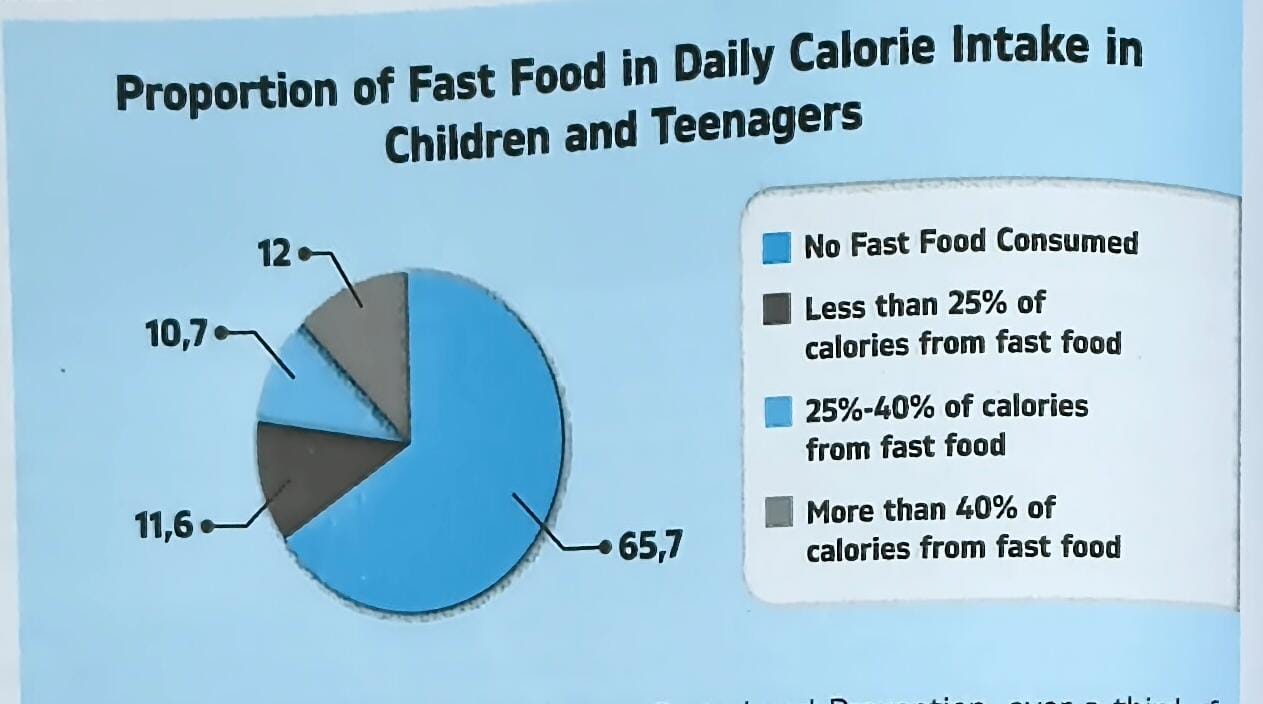 Proportion of Fast Food in Daily Calorie Intake in
Children and Teenagers
12
10,7
11,6
65,7
No Fast Food Consumed
Less than 25% of
calories from fast food
25%-40% of calories
from fast food
More than 40% of
calories from fast food